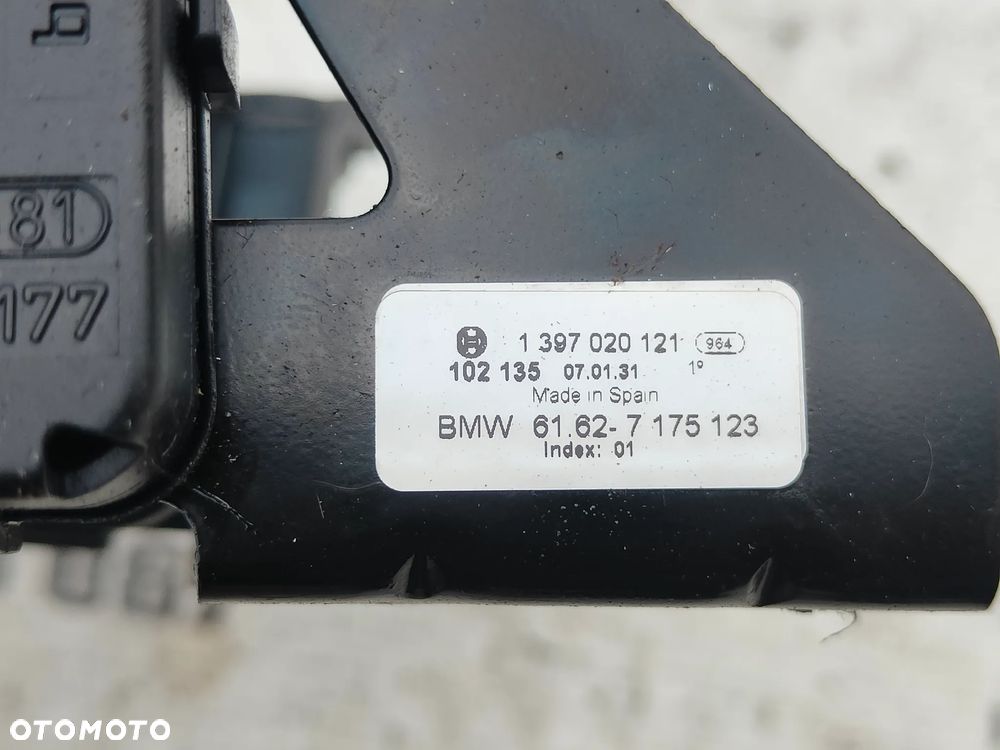 81
177
1 397 020 121 964
102 135 07.01.31 1º
Made in Spain
BMW 61.62- 7 175 123
Index: 01
OTOMOTO